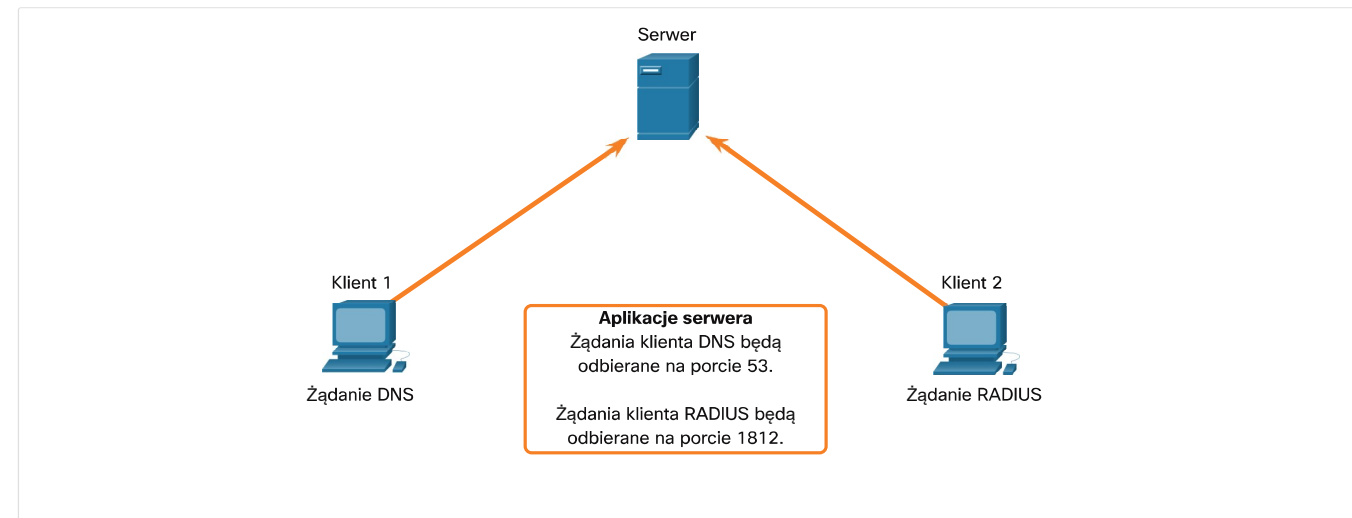 Serwer
Klient 1
Klient 2
Aplikacje serwera
Żądania klienta DNS będą
odbierane na porcie 53.
Żądania klienta RADIUS będą
odbierane na porcie 1812.
Żądanie DNS
Żądanie RADIUS